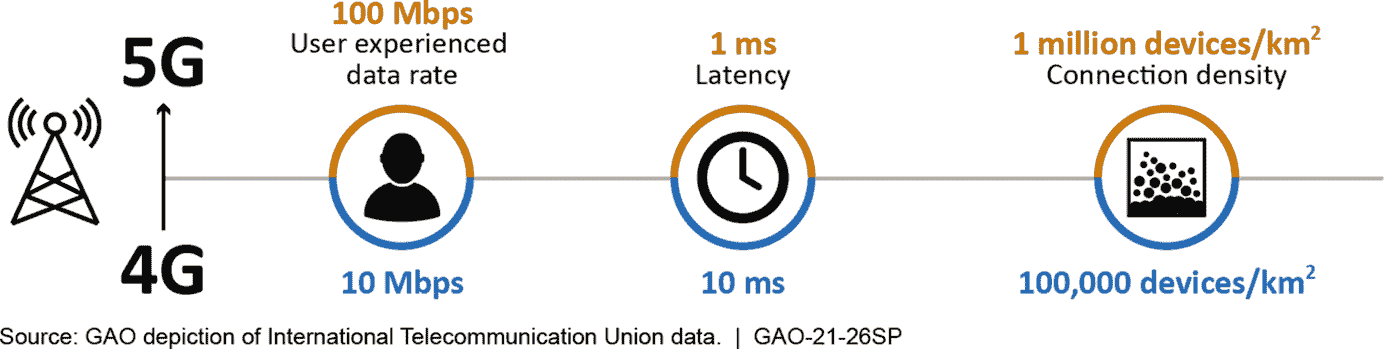 5G
4G
100 Mbps
User experienced
data rate
10 Mbps
1 ms
Latency
10 ms
1 million devices/km²
Connection density
100,000 devices/km²
Source: GAO depiction of International Telecommunication Union data. | GAO-21-26SP